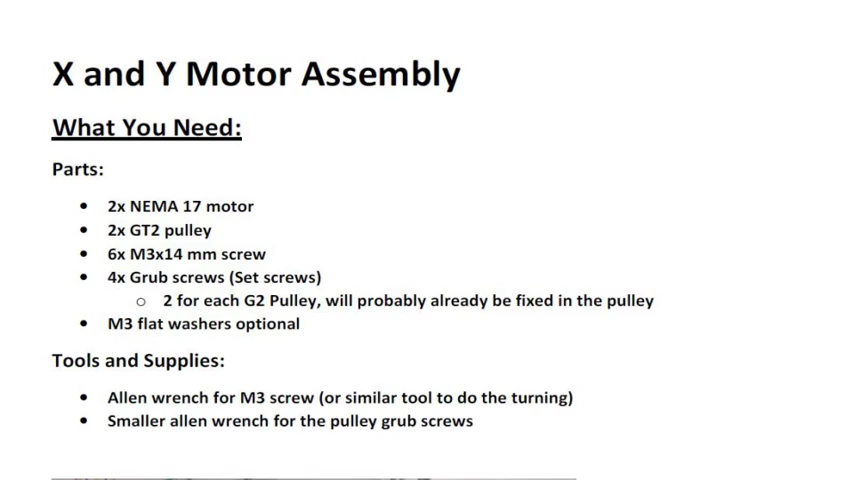 X and Y Motor Assembly
What You Need:
Parts:
• 2x NEMA 17 motor
• 2x GT2 pulley
• 6x M3x14 mm screw
• 4x Grub screws (Set screws)
o 2 for each G2 Pulley, will probably already be fixed in the pulley
• M3 flat washers optional
Tools and Supplies:
• Allen wrench for M3 screw (or similar tool to do the turning)
• Smaller allen wrench for the pulley grub screws